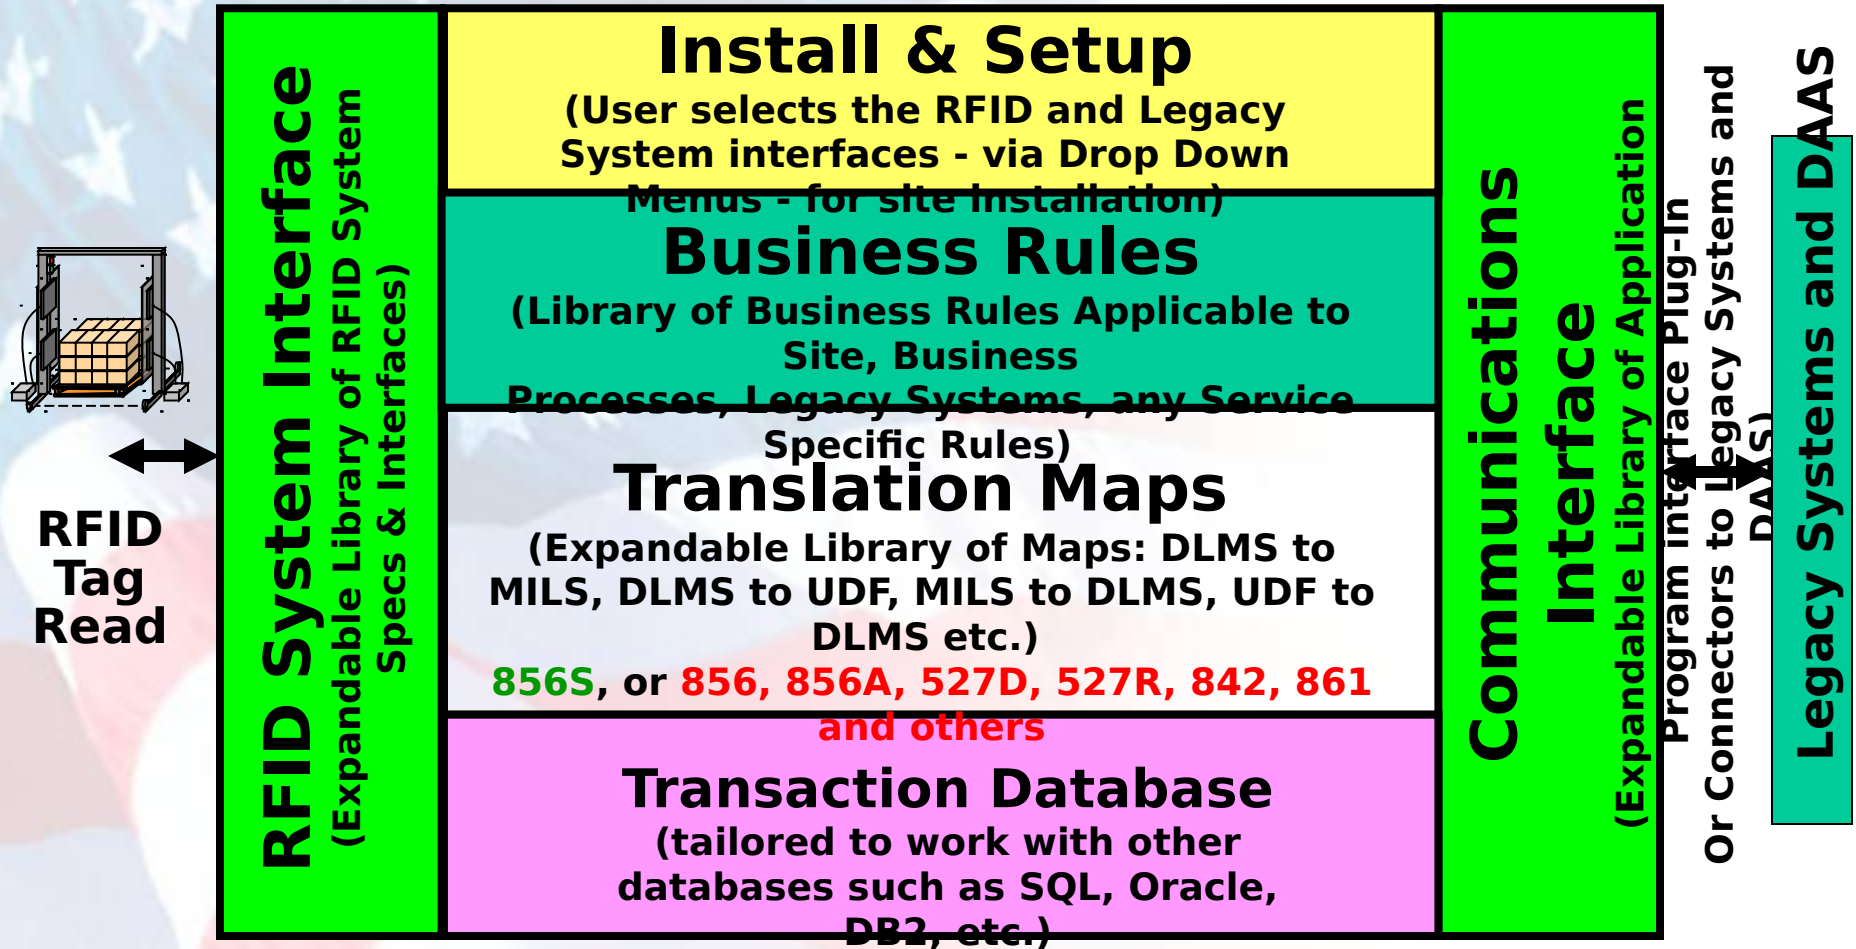 RFID
Tag
Read
RFID System Interface
(Expandable Library of RFID System
Specs & Interfaces)
Install & Setup
(User selects the RFID and Legacy
System interfaces - via Drop Down
Menus - for site installation)
Business Rules
(Library of Business Rules Applicable to
Site, Business
Processes, Legacy Systems, any Service
Specific Rules)
Translation Maps
(Expandable Library of Maps: DLMS to
MILS, DLMS to UDF, MILS to DLMS, UDF to
DLMS etc.)
856S, or 856, 856A, 527D, 527R, 842, 861
and others
Transaction Database
(tailored to work with other
databases such as SQL, Oracle,
DB2, etc.)
Communications
Interface
(Expandable Library of Application
Program interface Plug-In
Or Connectors to Legacy Systems and
DAAS)
Legacy Systems and DAAS